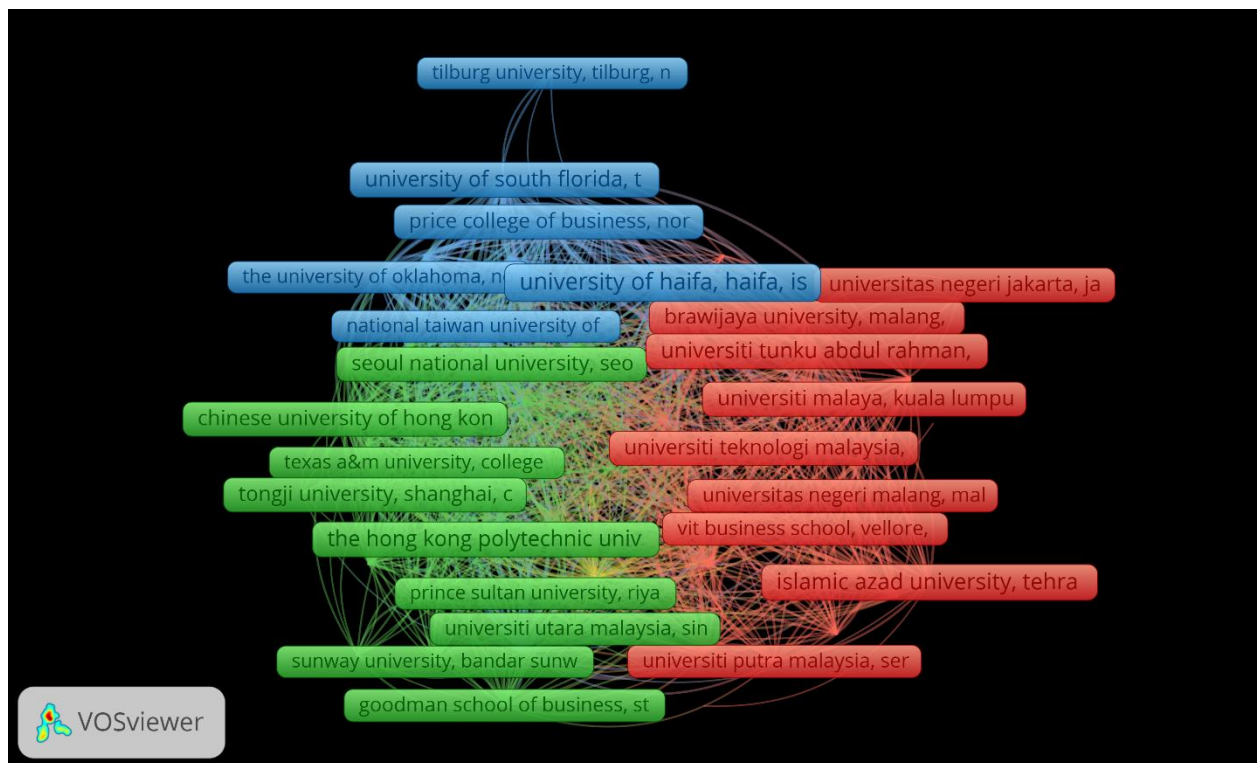 tilburg university, tilburg, n
university of south florida, t
price college of business, nor
the university of oklahoma, n
university of haifa, haifa, is
universitas negeri jakarta, ja
national taiwan university of
brawijaya university, malang,
seoul national university, seo
universiti tunku abdul rahman,
universiti malaya, kuala lumpu
chinese university of hong kon
universiti teknologi malaysia,
texas a&m university, college
tongji university, shanghai, c
universitas negeri malang, mal
the hong kong polytechnic univ
vit business school, vellore,
islamic azad university, tehra
prince sultan university, riya
universiti utara malaysia, sin
sunway university, bandar sunw
universiti putra malaysia, ser
goodman school of business, st
VOSviewer